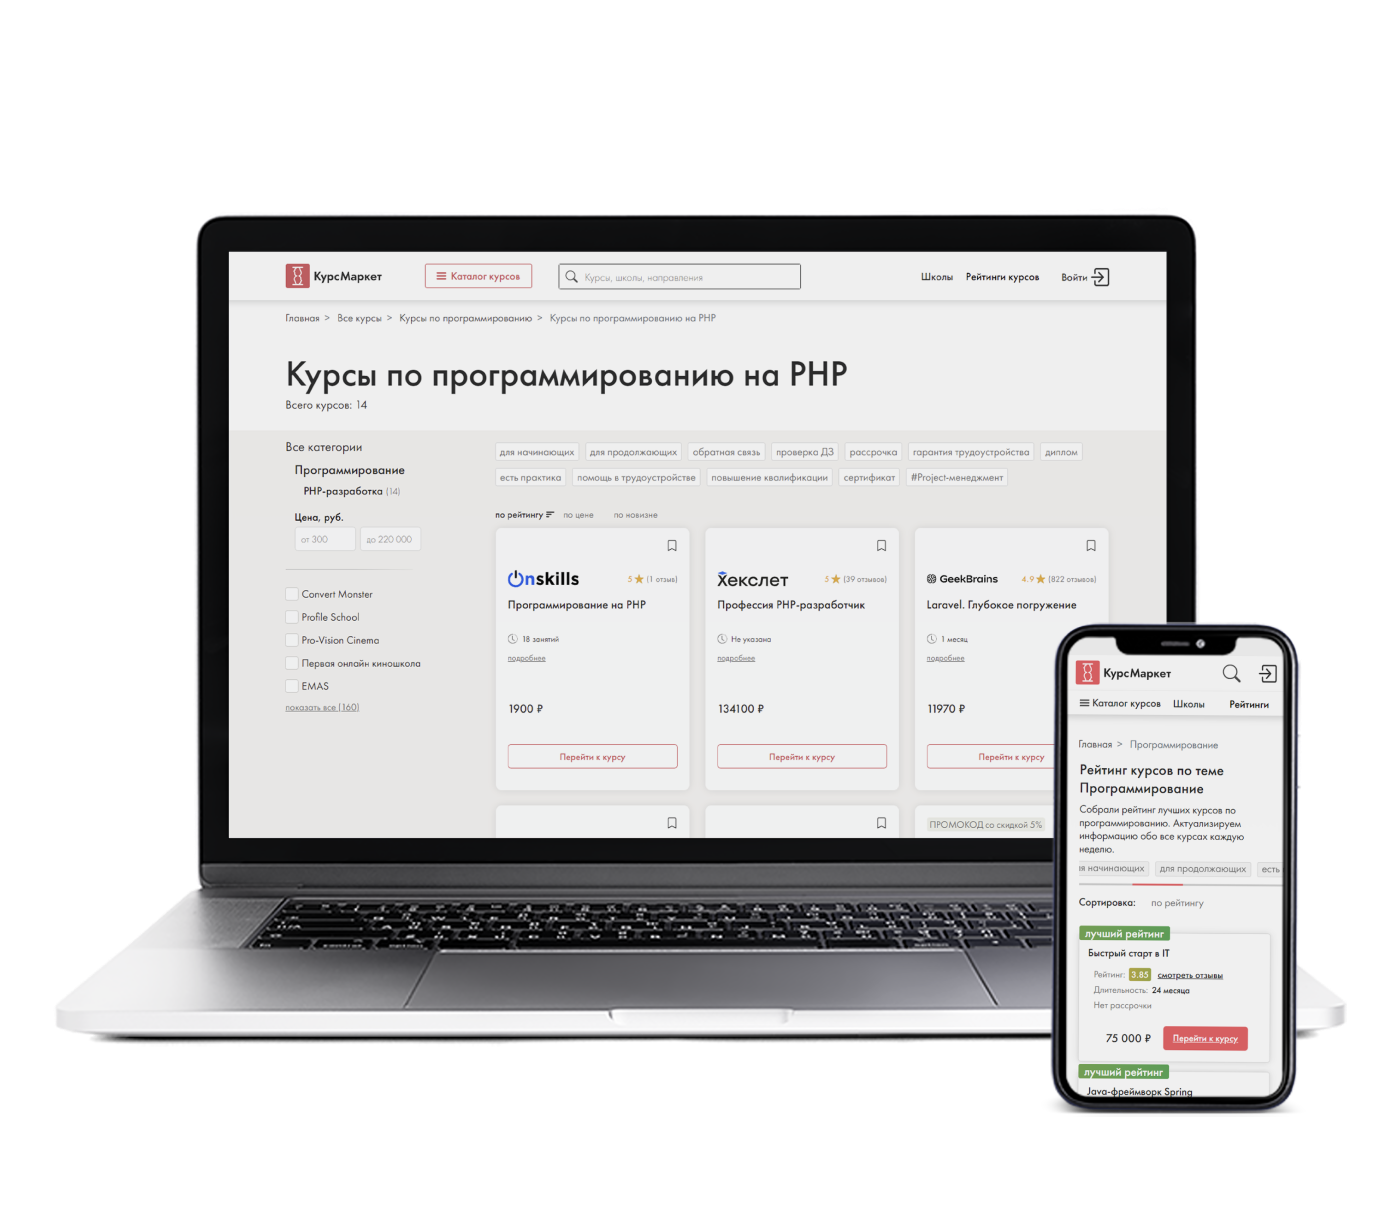 КурсМаркет
Каталог курсов
Курсы, школы, направления
Школы Рейтинги курсов Войти
Главная > Все курсы > Курсы по программированию > Курсы по программированию на PHP
Курсы по программированию на PHP
Всего курсов: 14
Все категории
Программирование
PHP-разработка (14)
Цена, руб.
от 300 до 220 000
Convert Monster
Profile School
Pro-Vision Cinema
Первая онлайн киношкола
EMAS
показать все (160)
для начинающих для продолжающих обратная связь проверка ДЗ рассрочка гарантия трудоустройства диплом
есть практика помощь в трудоустройстве повышение квалификации сертификат #Project-менеджмент
по рейтингу по цене по новизне
Onskills 5 (1 отзыв)
Программирование на PHP
18 занятий
подробнее
1900 ₽
Перейти к курсу
Хекслет 5 (39 отзывов)
Профессия PHP-разработчик
Не указана
подробнее
134100 ₽
Перейти к курсу
GeekBrains 4.9 (822 отзывов)
Laravel. Глубокое погружение
1 месяц
подробнее
11970 ₽
Перейти к курсу
ПРОМОКОД со скидкой 5%
КурсМаркет
Каталог курсов Школы Рейтинги
Главная > Программирование
Рейтинг курсов по теме
Программирование
Собрали рейтинг лучших курсов по
программированию. Актуализируем
информацию обо все курсах каждую
неделю.
я начинающих для продолжающих есть
Сортировка: по рейтингу
лучший рейтинг
Быстрый старт в IT
Рейтинг: 3.85 смотреть отзывы
Длительность: 24 месяца
Нет рассрочки
75 000 ₽ Перейти к курсу
лучший рейтинг
Java-фреймворк Spring